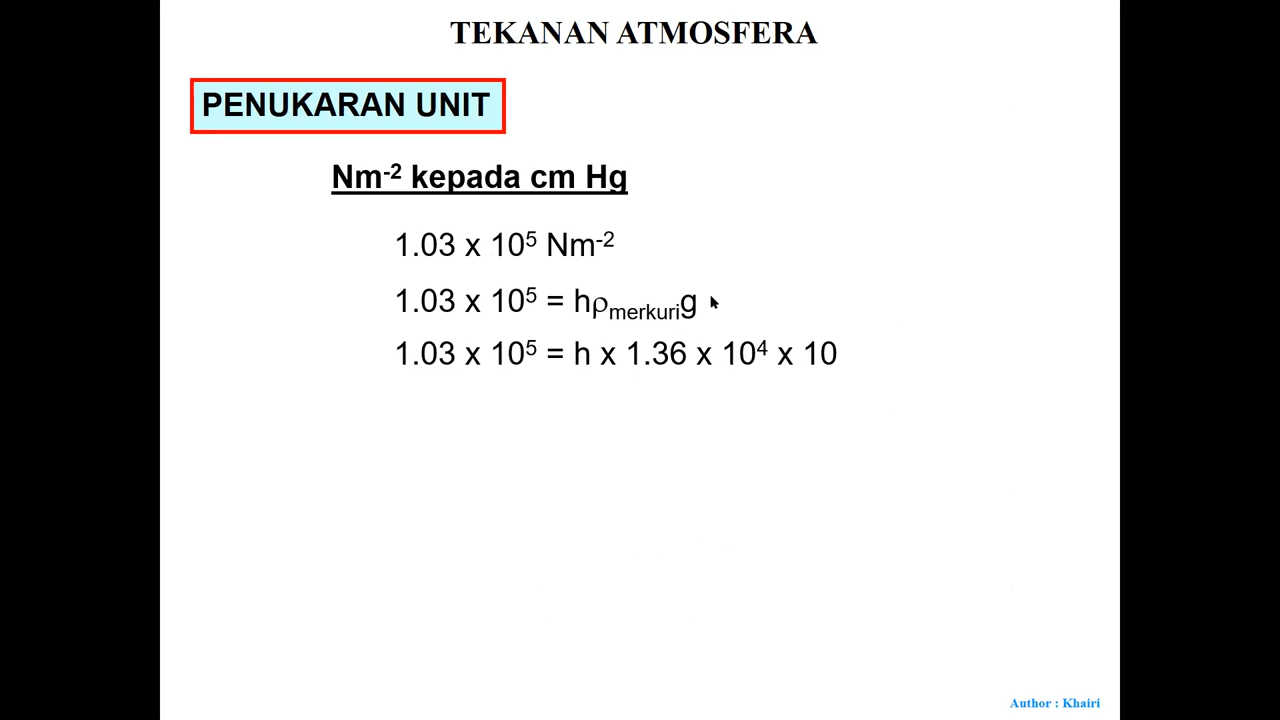 TEKANAN ATMOSFERA
PENUKARAN UNIT
Nm⁻² kepada cm Hg
1.03 x 10⁵ Nm⁻²
1.03 x 10⁵ = hρmerkurig
1.03 x 10⁵ = h x 1.36 x 10⁴ x 10
Author : Khairi